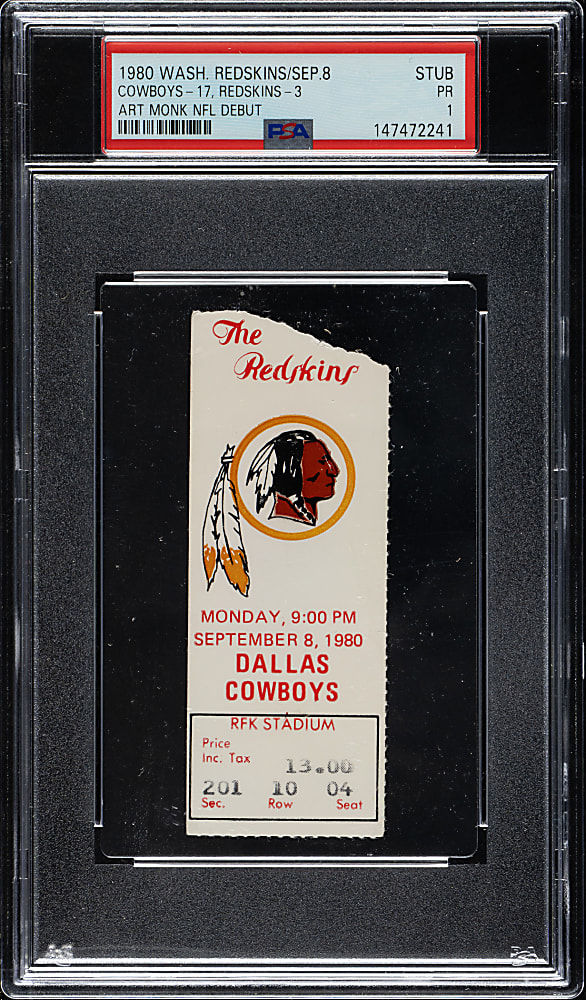 1980 WASH. REDSKINS/SEP.8 STUB
COWBOYS-17, REDSKINS-3 PR
ART MONK NFL DEBUT 1
PSA 147472241
The
Redskins
MONDAY, 9:00 PM
SEPTEMBER 8, 1980
DALLAS
COWBOYS
RFK STADIUM
Price
Inc. Tax
13.00
201 10 04
Sec. Row Seat